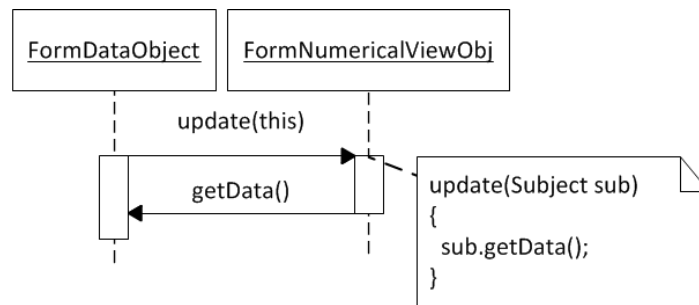 FormDataObject
FormNumericalViewObj
update(this)
getData()
update(Subject sub)
{
sub.getData();
}